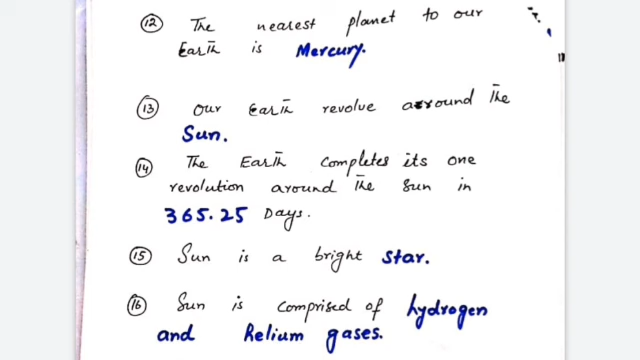 12 The nearest planet to our
Earth is Mercury.
13 Our Earth revolve around the
Sun.
14 The Earth completes its one
revolution around the Sun in
365.25 Days.
15 Sun is a bright star.
16 Sun is comprised of hydrogen
and helium gases.